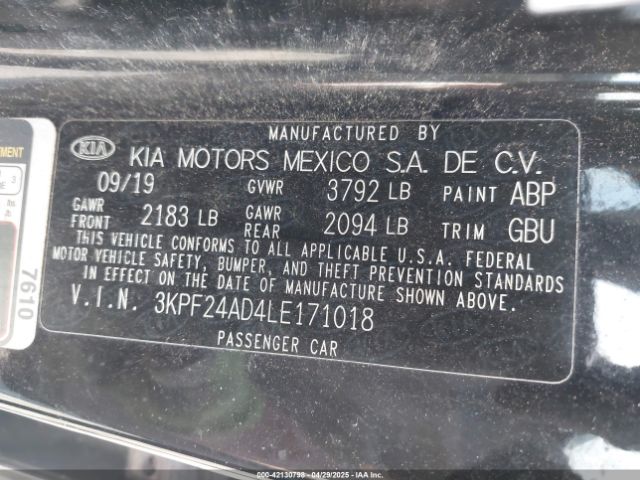 MANUFACTURED BY
KIA KIA MOTORS MEXICO S.A. DE C.V.
09/19 GVWR 3792 LB PAINT ABP
GAWR FRONT 2183 LB GAWR REAR 2094 LB TRIM GBU
THIS VEHICLE CONFORMS TO ALL APPLICABLE U.S.A. FEDERAL
MOTOR VEHICLE SAFETY, BUMPER, AND THEFT PREVENTION STANDARDS
IN EFFECT ON THE DATE OF MANUFACTURE SHOWN ABOVE.
V.I.N. 3KPF24AD4LE171018
PASSENGER CAR
7610
000-42130798 - 04/29/2025 - IAAI.COM